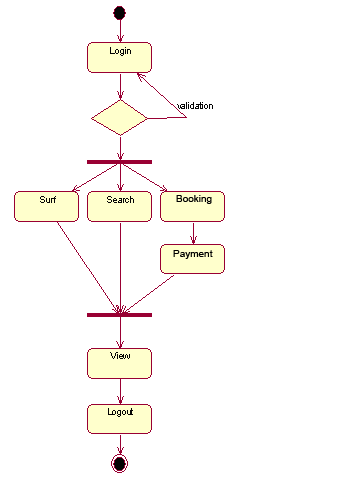 Login
validation
Surf
Search
Booking
Payment
View
Logout